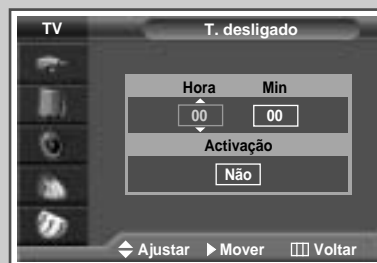 TV T. desligado
Hora Min
00 00
Activação
Não
Ajustar Mover Voltar